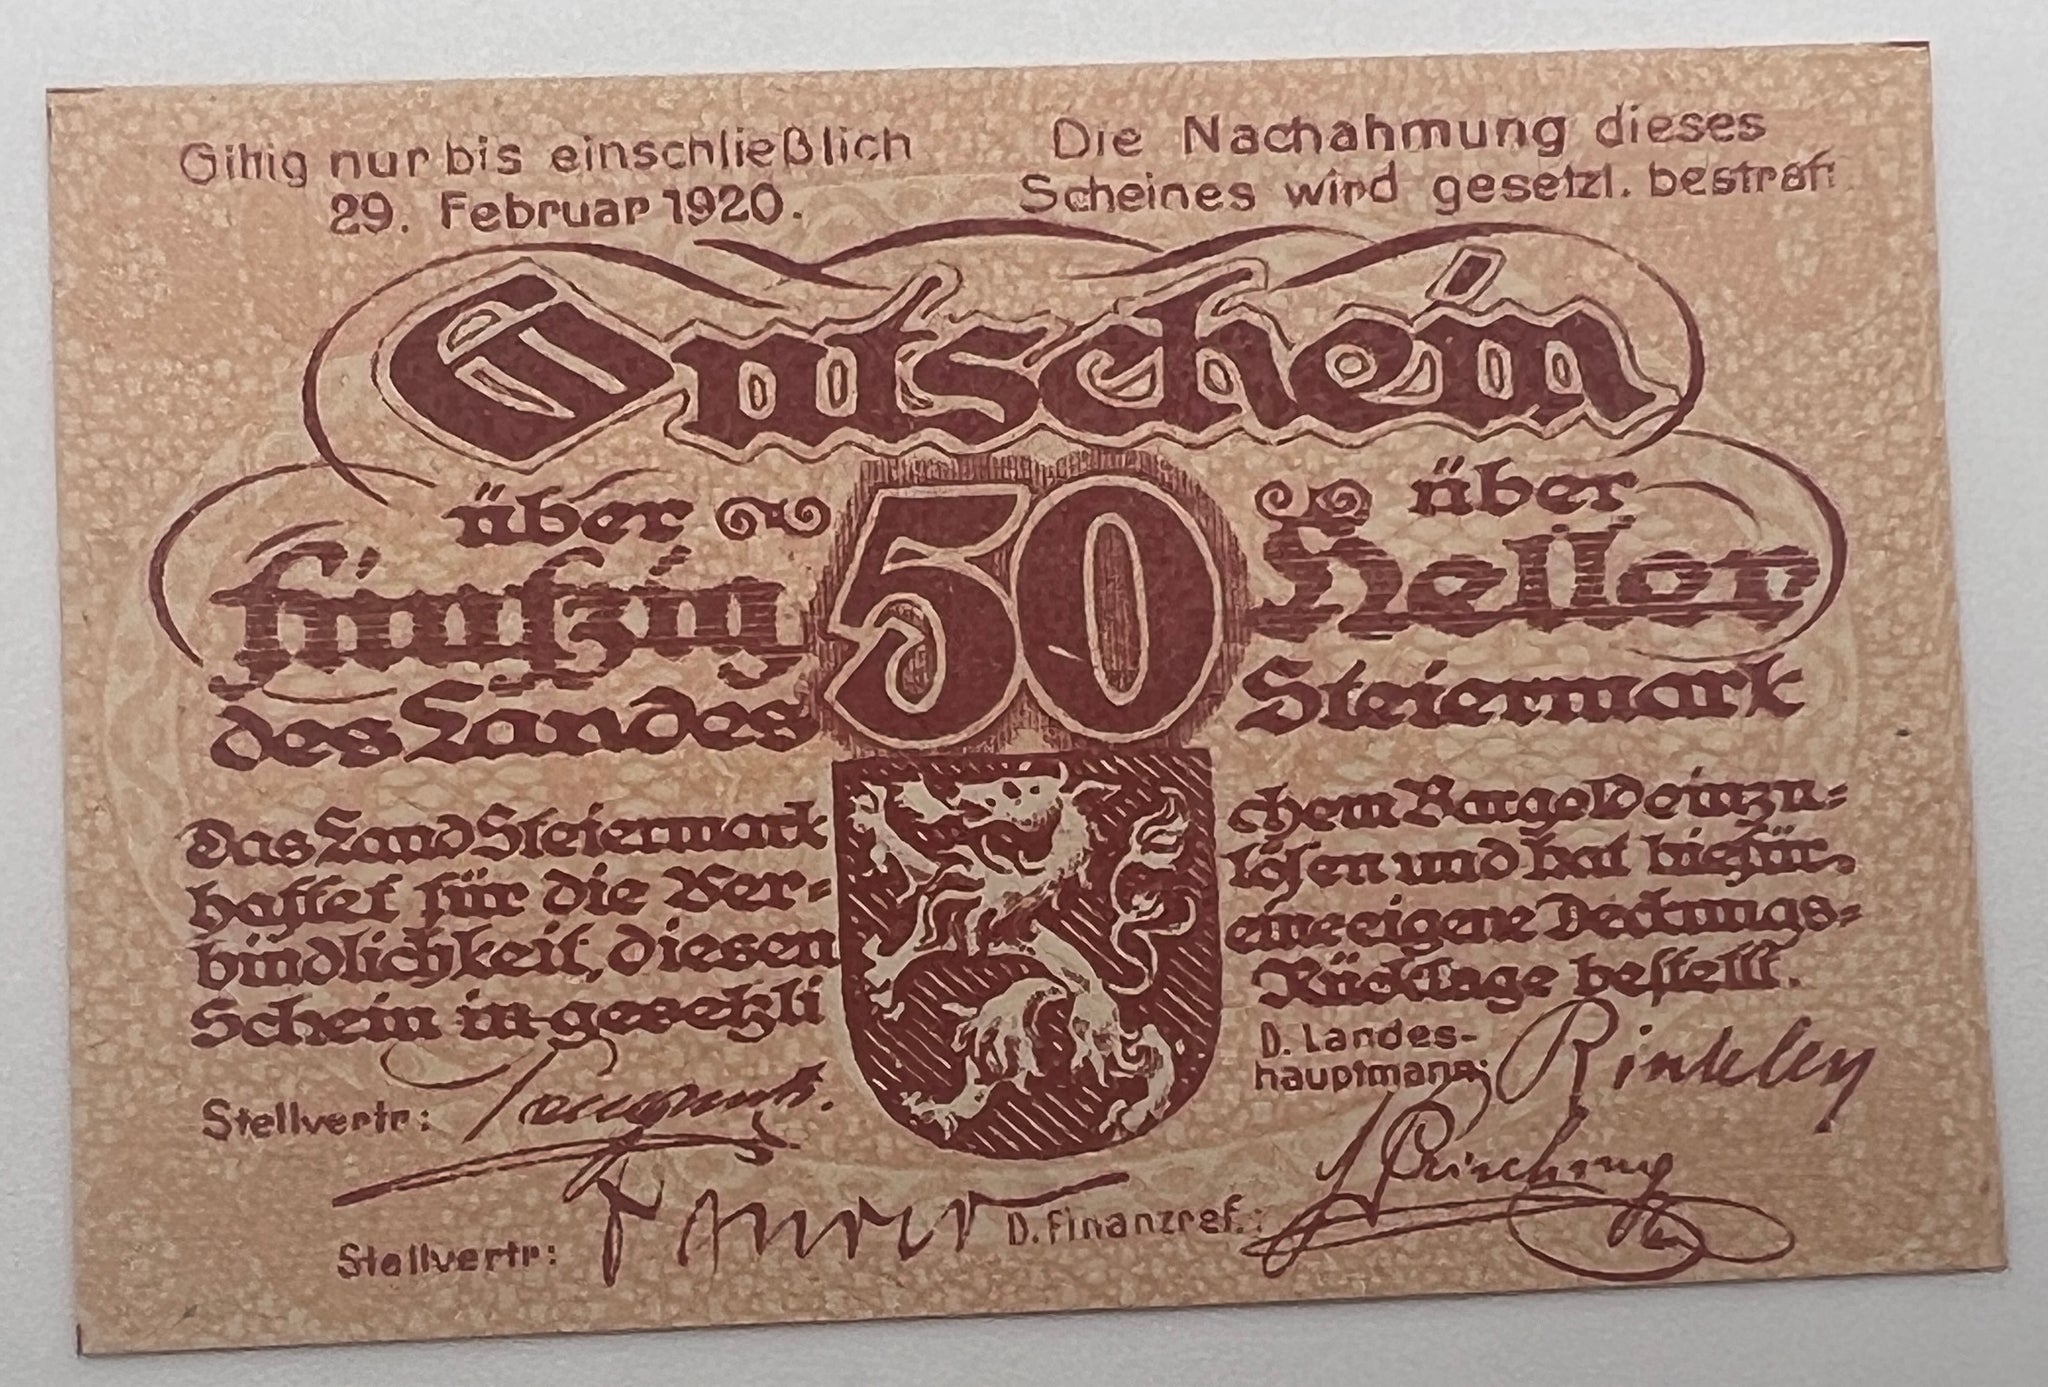 Giltig nur bis einschließlich
29. Februar 1920.
Die Nachahmung dieses
Scheines wird gesetzl. bestraft
Gutschein
über 50 über
fünfzig Heller
des Landes Steiermark
Das Land Steiermark
haftet für die Ver-
bindlichkeit, diesen
Schein in gesetzli
chem Bargeld einzu-
lösen und hat hiefür
eine eigene Deckungs-
Rücklage bestellt.
D. Landes-
hauptmann: Rintelen
Stellvertr:
Stellvertr:
D. Finanzref.: